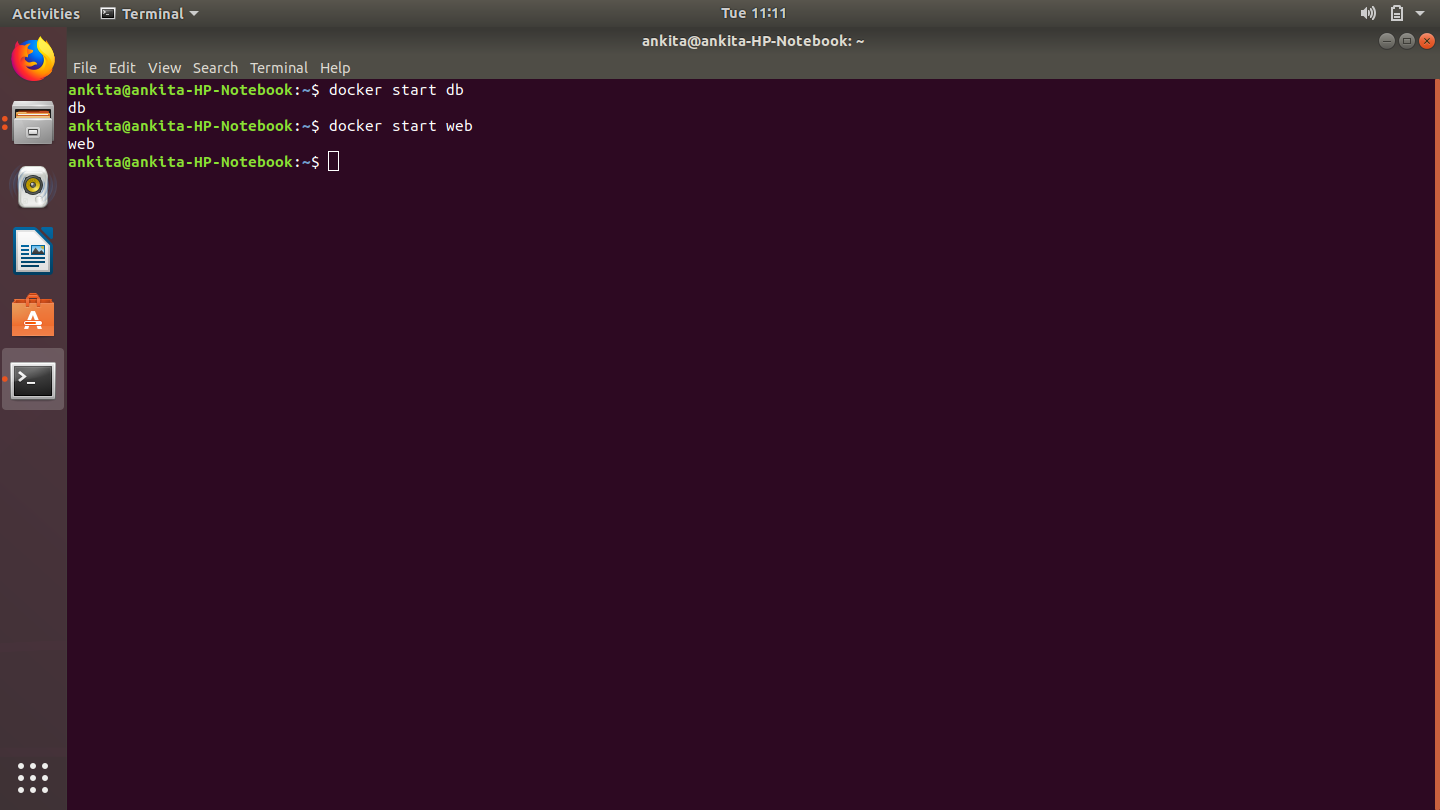 Activities Terminal Tue 11:11
ankita@ankita-HP-Notebook: ~
File Edit View Search Terminal Help
ankita@ankita-HP-Notebook:~$ docker start db
db
ankita@ankita-HP-Notebook:~$ docker start web
web
ankita@ankita-HP-Notebook:~$